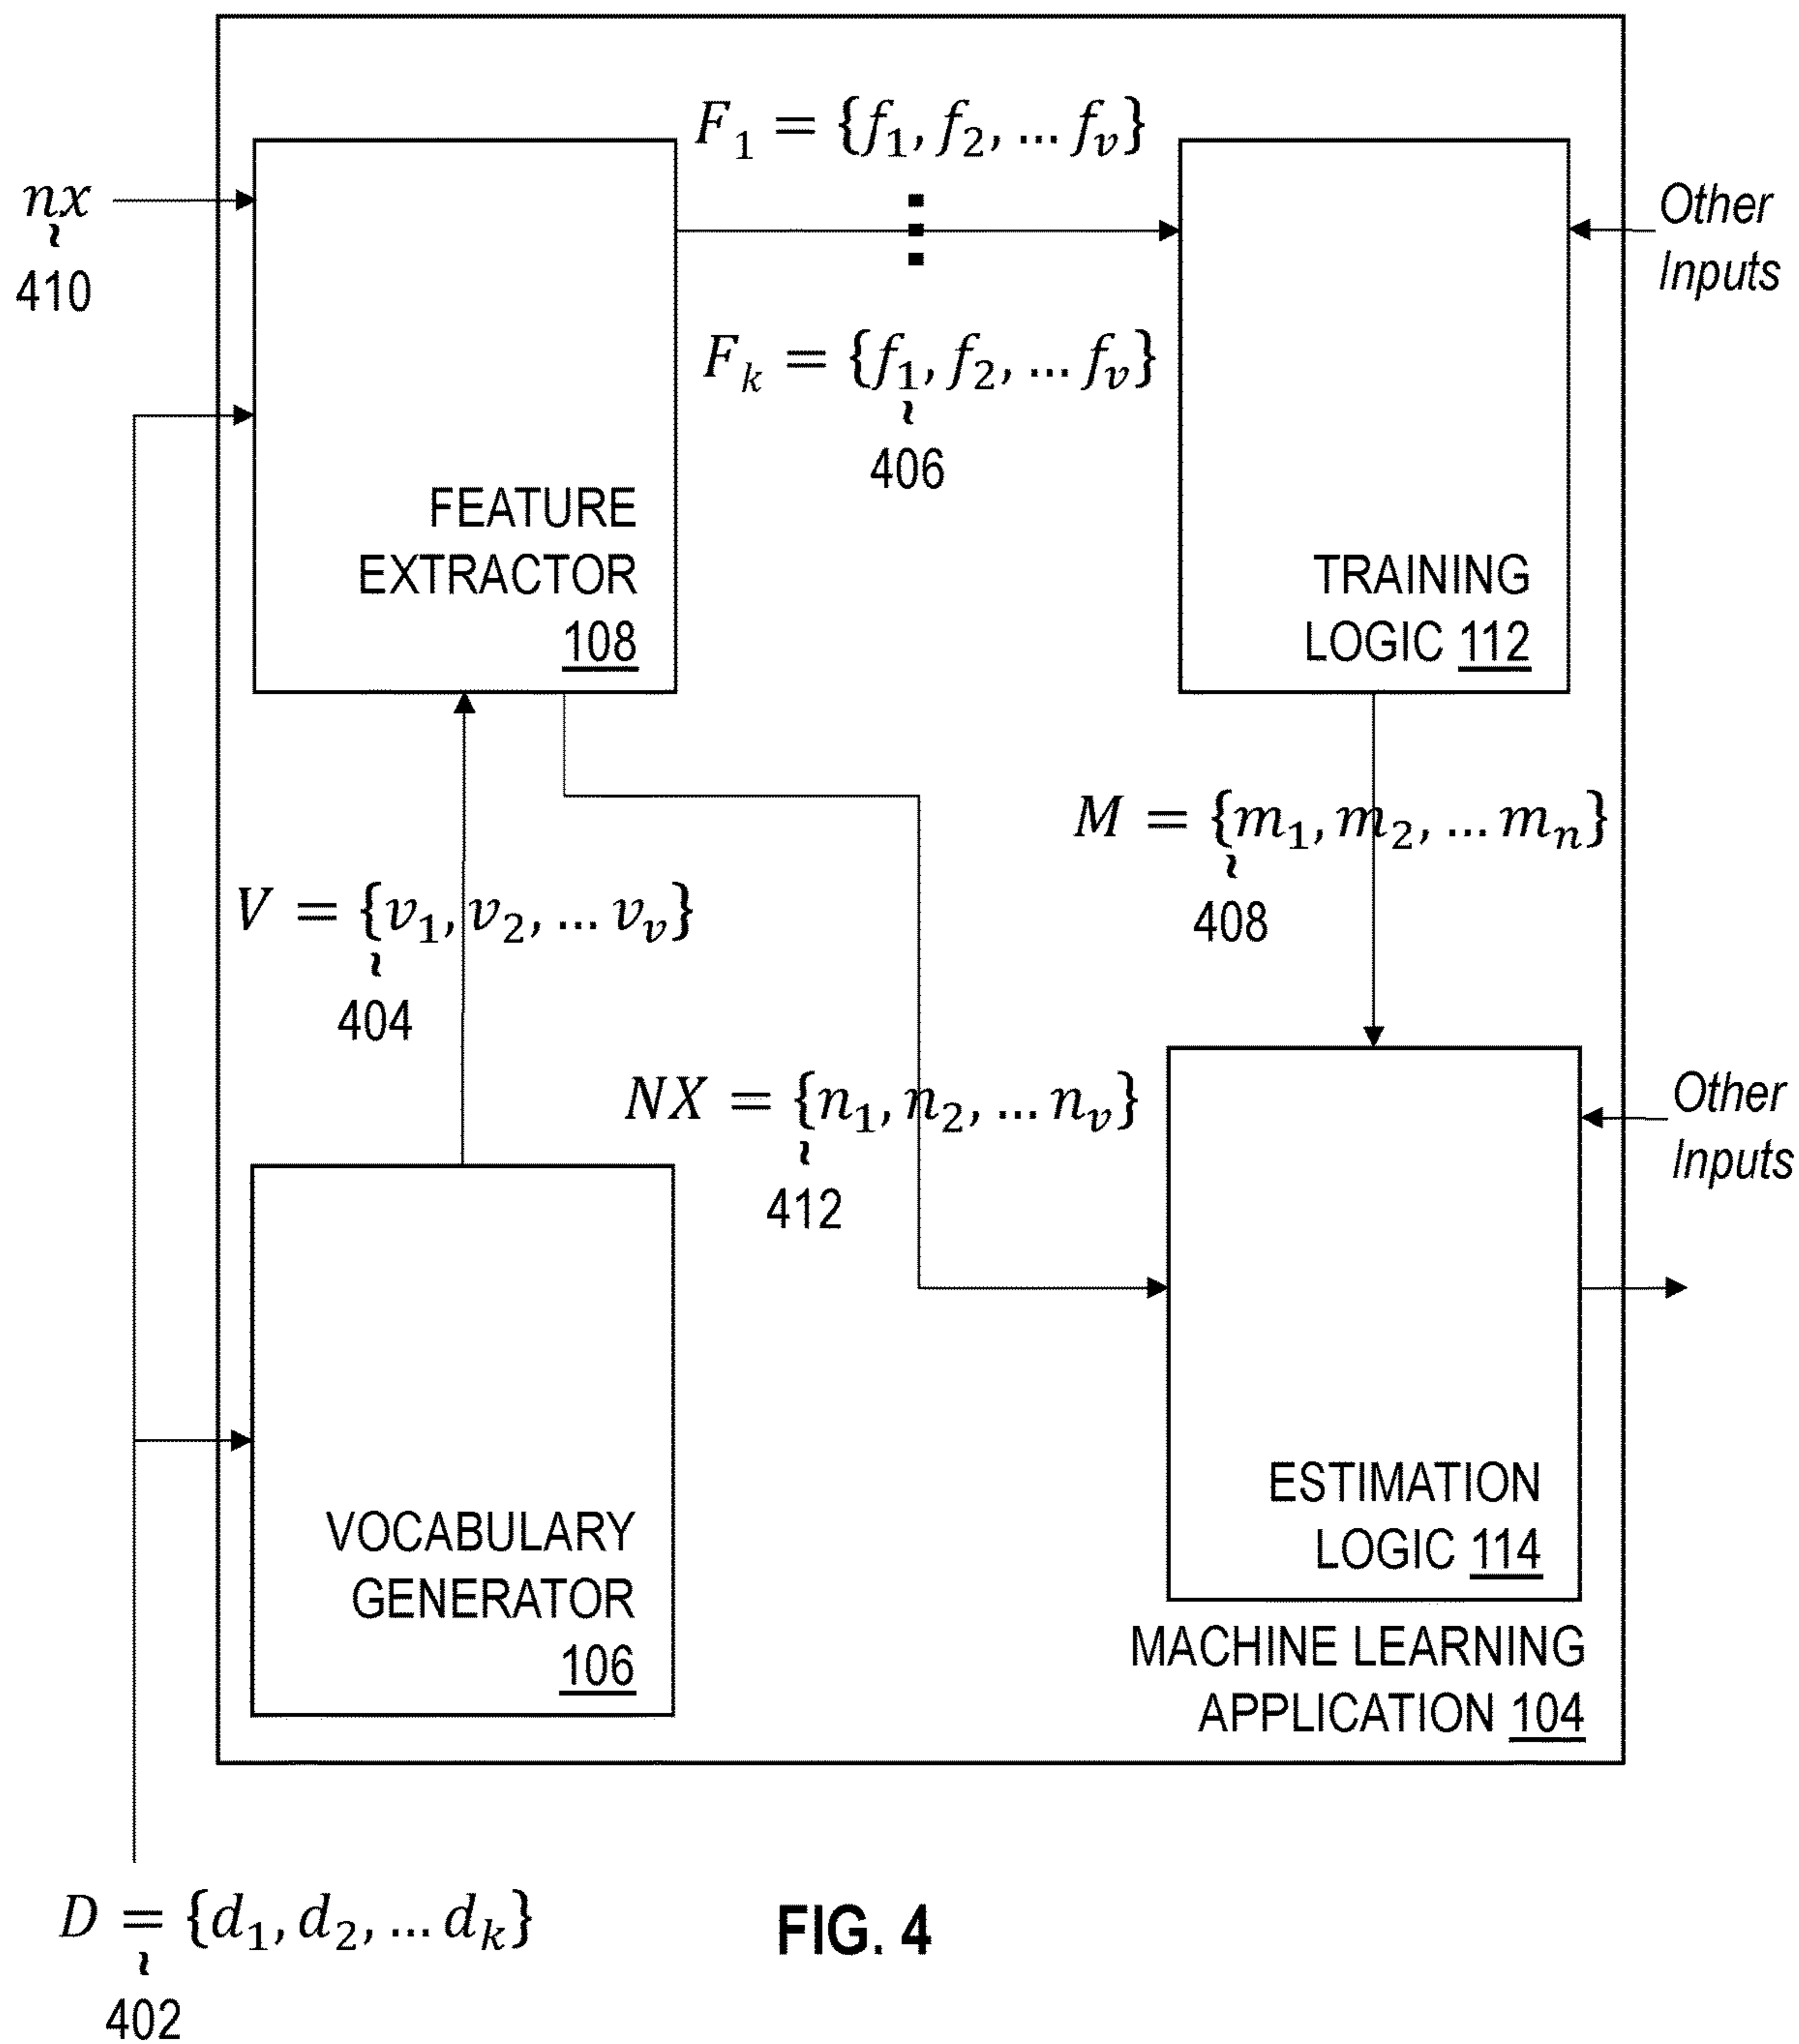 F₁ = {f₁, f₂, … fᵥ}
nx
410
Other
Inputs
Fₖ = {f₁, f₂, … fᵥ}
406
FEATURE
EXTRACTOR
108
TRAINING
LOGIC 112
M = {m₁, m₂, … mₙ}
408
V = {v₁, v₂, … vᵥ}
404
NX = {n₁, n₂, … nᵥ}
412
Other
Inputs
ESTIMATION
LOGIC 114
VOCABULARY
GENERATOR
106
MACHINE LEARNING
APPLICATION 104
D = {d₁, d₂, … dₖ}
402
FIG. 4